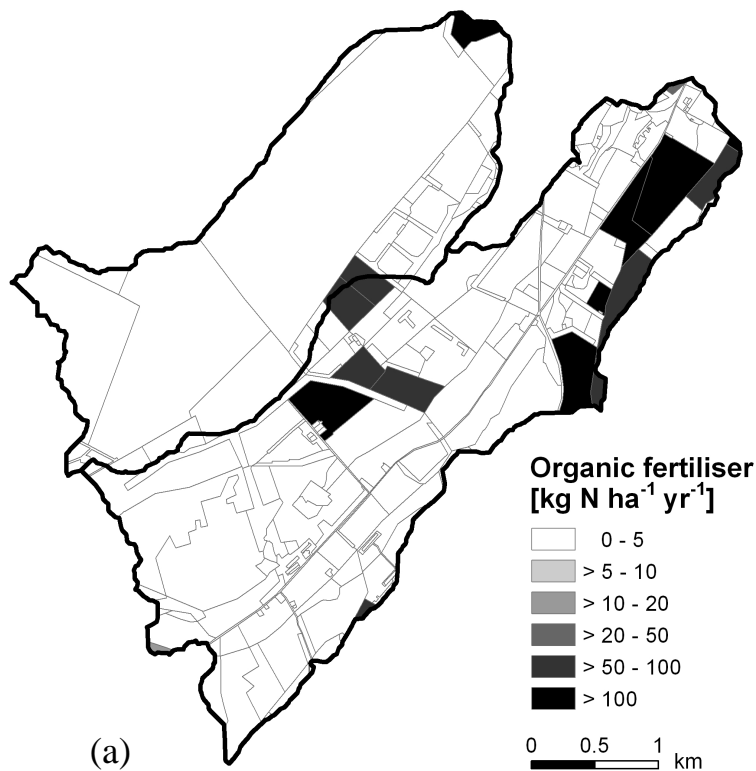 Organic fertiliser
[kg N ha⁻¹ yr⁻¹]
0 - 5
> 5 - 10
> 10 - 20
> 20 - 50
> 50 - 100
> 100
(a)
0 0.5 1
km